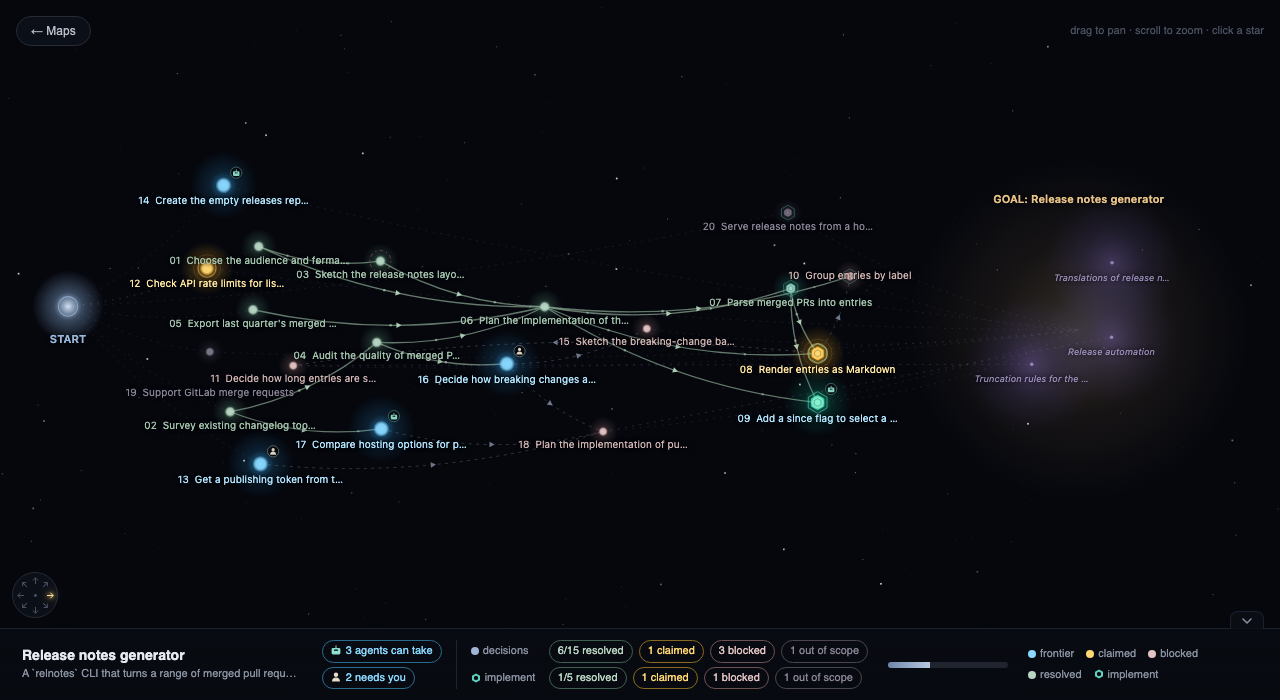 ← Maps
drag to pan · scroll to zoom · click a star
GOAL: Release notes generator
14 Create the empty releases rep...
20 Serve release notes from a ho...
01 Choose the audience and forma...
03 Sketch the release notes layo...
10 Group entries by label
Translations of release n...
12 Check API rate limits for lis...
07 Parse merged PRs into entries
05 Export last quarter's merged ...
06 Plan the implementation of th...
START
15 Sketch the breaking-change ba...
04 Audit the quality of merged P...
Release automation
08 Render entries as Markdown
11 Decide how long entries are s...
16 Decide how breaking changes a...
Truncation rules for the ...
19 Support GitLab merge requests
09 Add a since flag to select a ...
02 Survey existing changelog too...
17 Compare hosting options for p...
18 Plan the implementation of pu...
13 Get a publishing token from t...
Release notes generator
A `relnotes` CLI that turns a range of merged pull requ...
3 agents can take
2 needs you
decisions
6/15 resolved
1 claimed
3 blocked
1 out of scope
implement
1/5 resolved
1 claimed
1 blocked
1 out of scope
frontier
claimed
blocked
resolved
implement